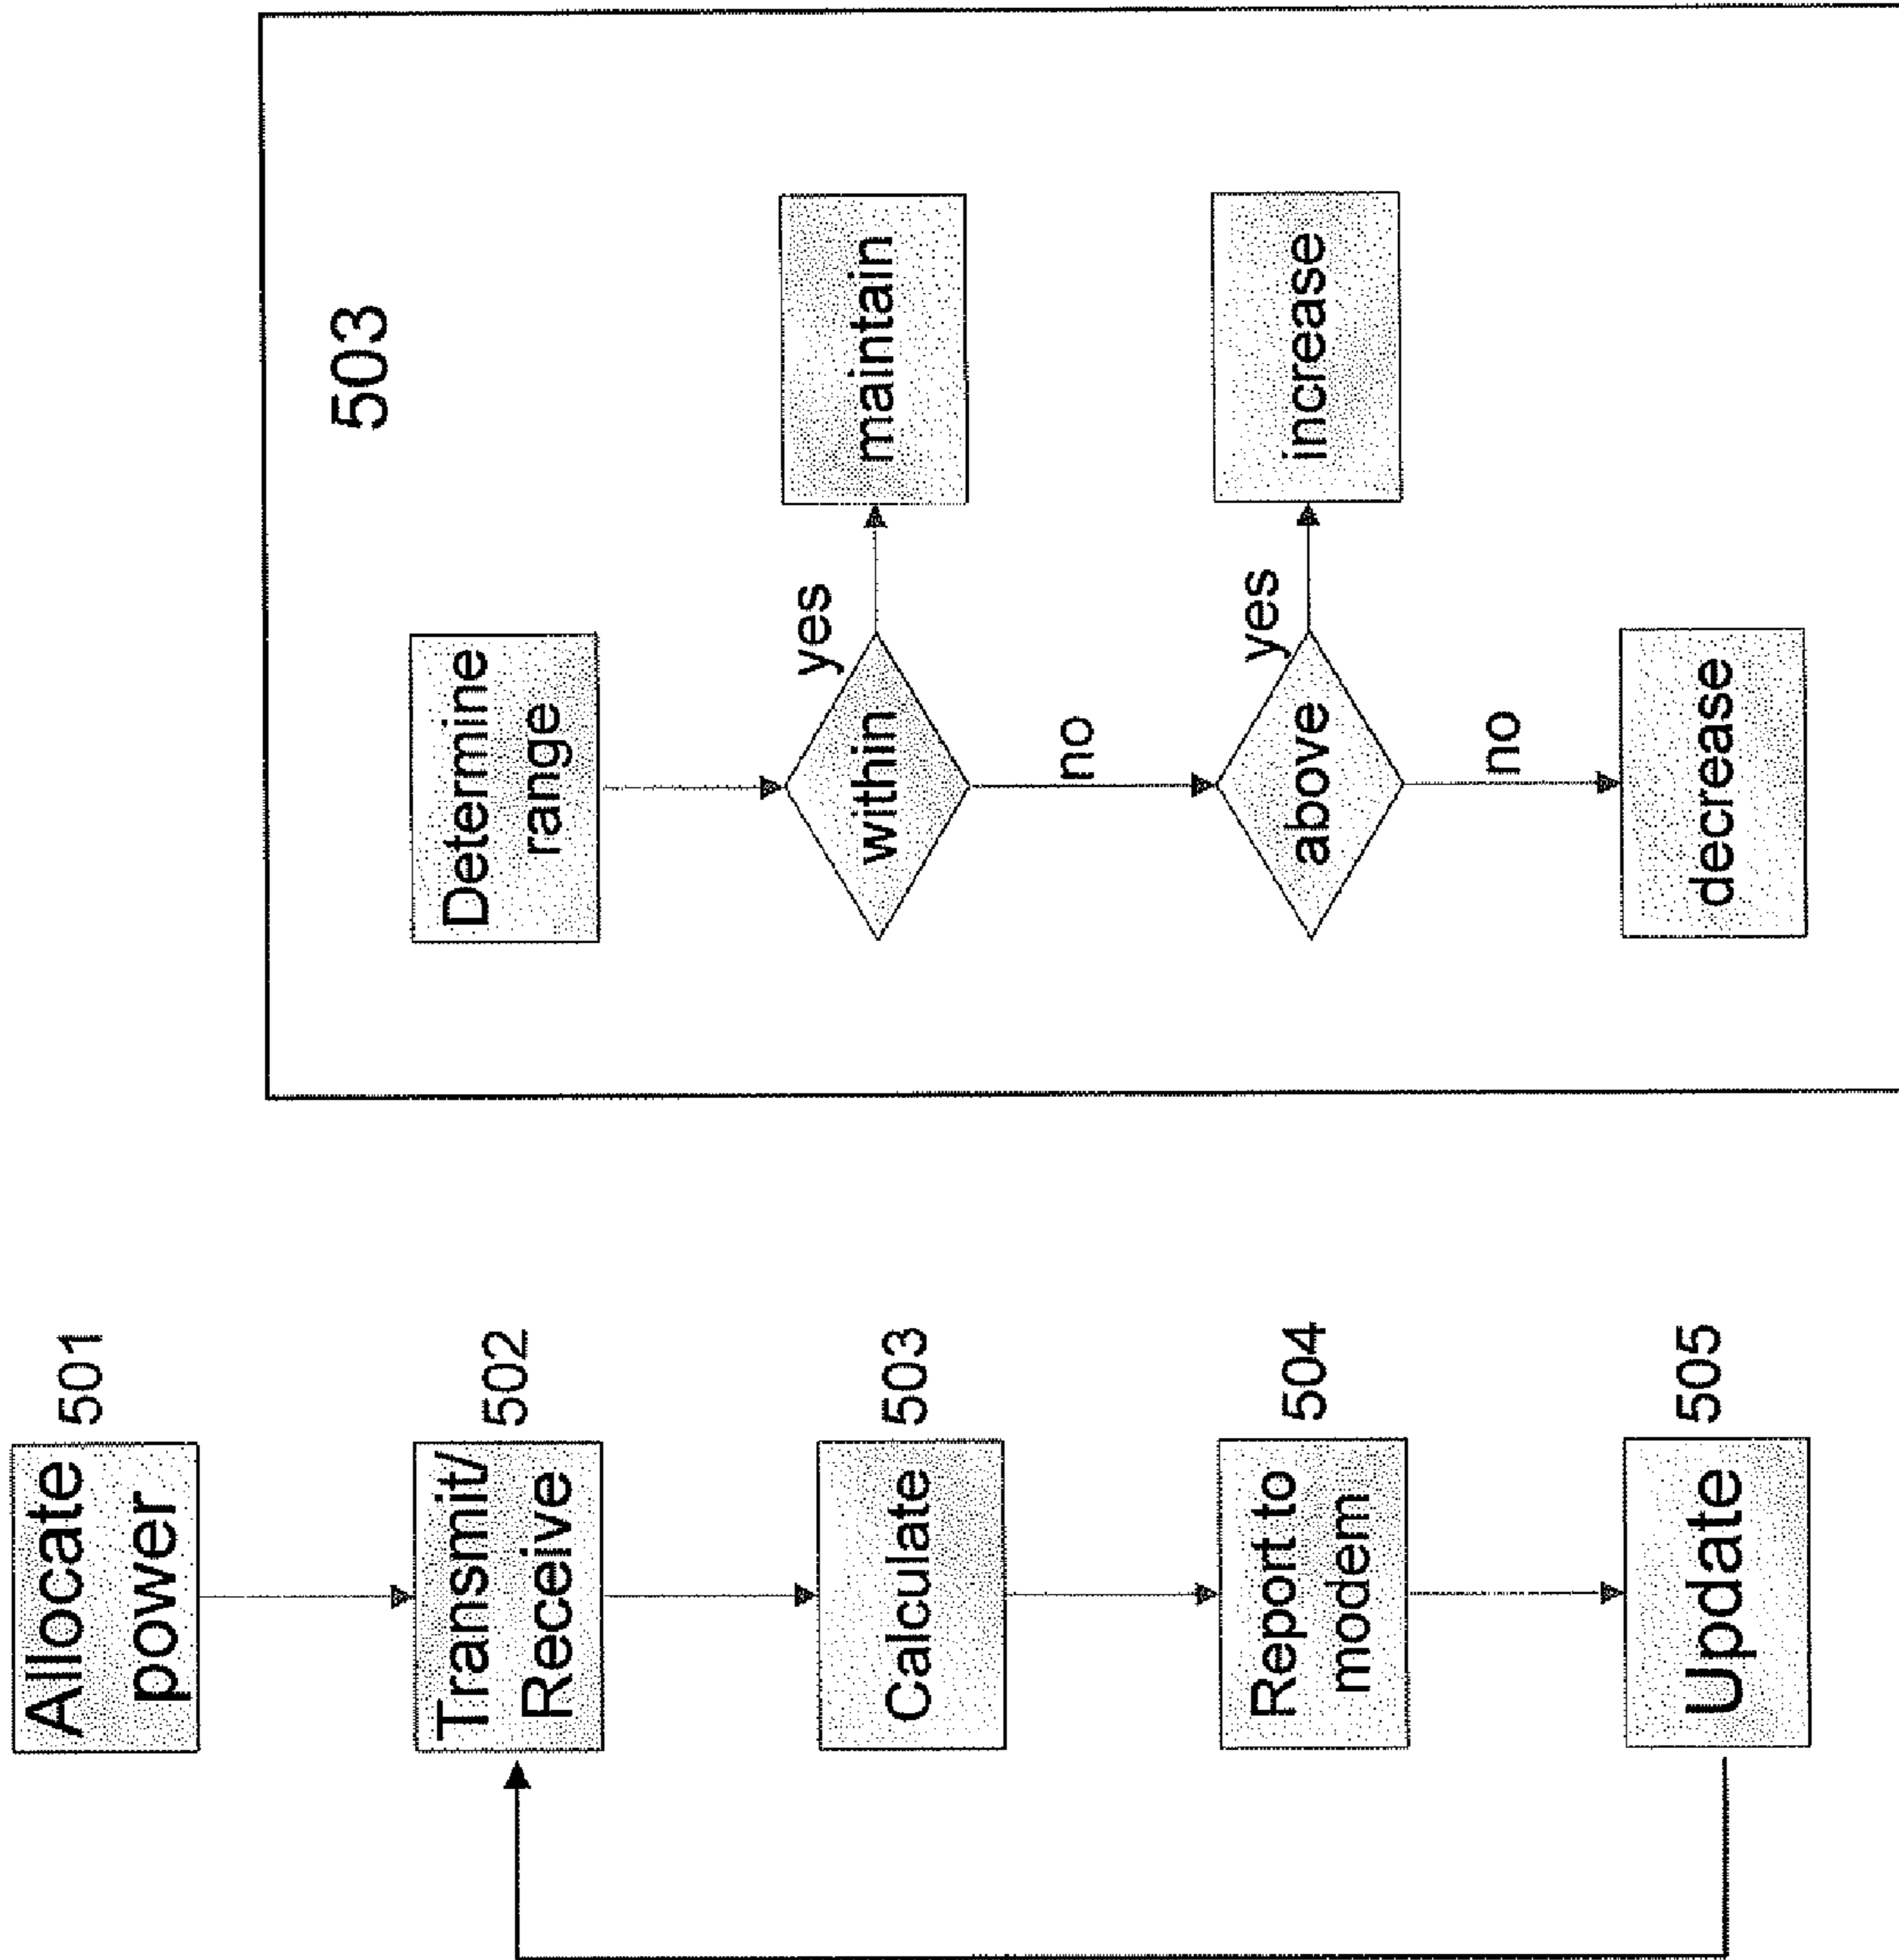 Allocate
power
501
Transmit/
Receive
502
Calculate
503
Report to
modem
504
Update
505
503
Determine
range
within
yes
maintain
no
above
yes
increase
no
decrease